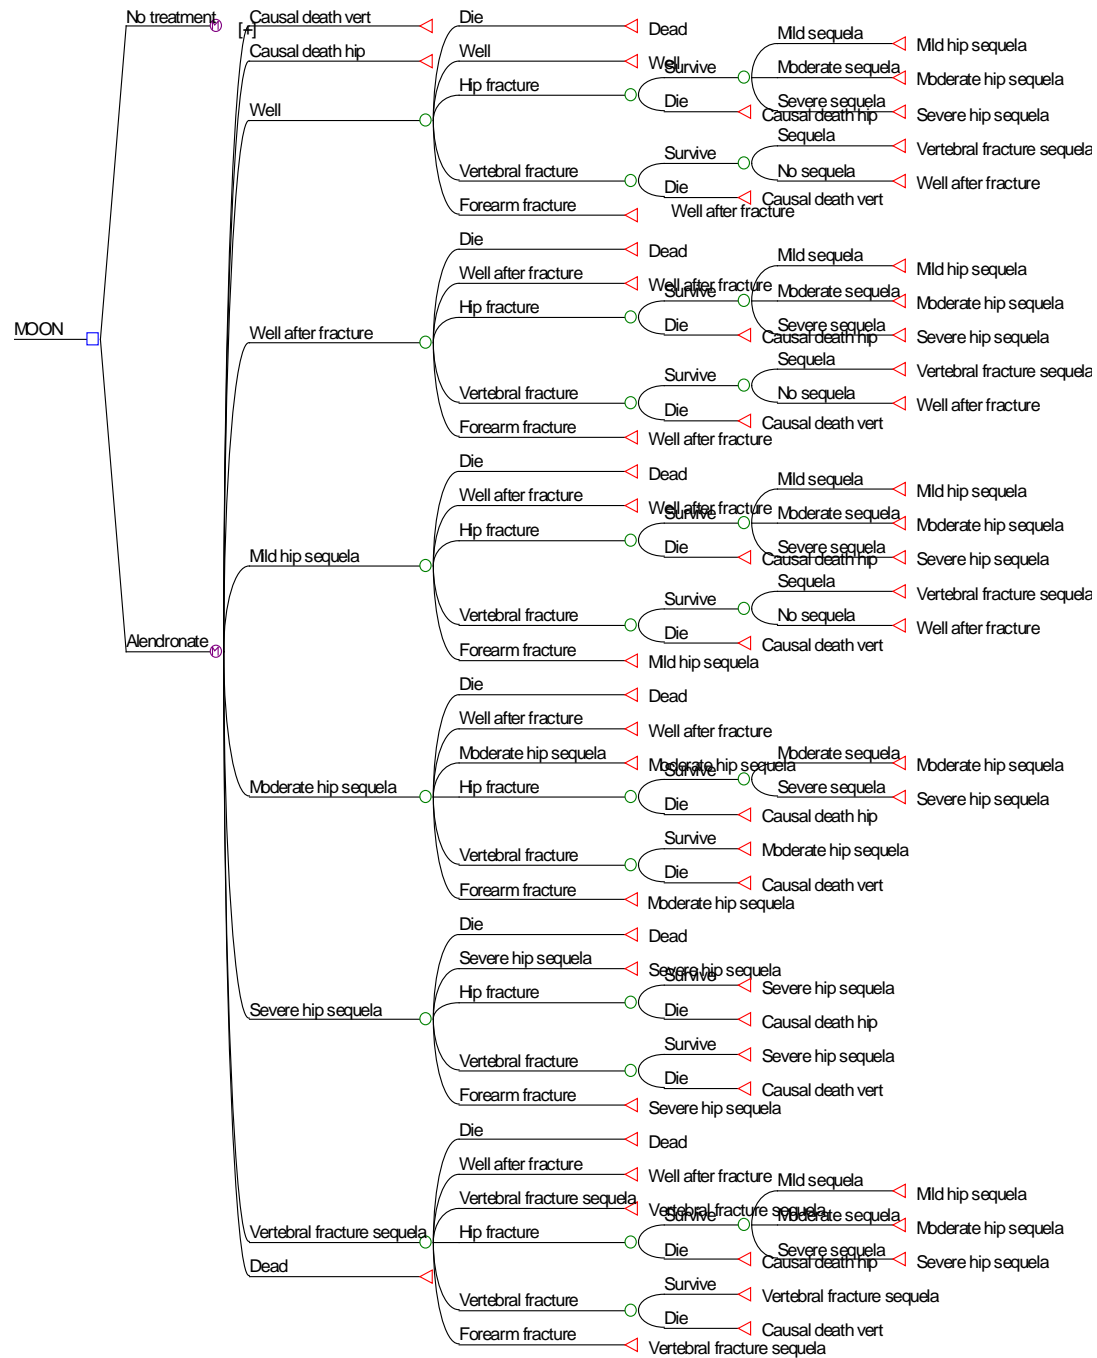 MOON
No treatment
[+]
Alendronate
Causal death vert
Causal death hip
Well
Die
Dead
Well
Well
Hip fracture
Survive
Mild sequela
Mild hip sequela
Moderate sequela
Moderate hip sequela
Severe sequela
Severe hip sequela
Die
Causal death hip
Vertebral fracture
Survive
Sequela
Vertebral fracture sequela
No sequela
Well after fracture
Die
Causal death vert
Forearm fracture
Well after fracture
Well after fracture
Die
Dead
Well after fracture
Well after fracture
Hip fracture
Survive
Mild sequela
Mild hip sequela
Moderate sequela
Moderate hip sequela
Severe sequela
Severe hip sequela
Die
Causal death hip
Vertebral fracture
Survive
Sequela
Vertebral fracture sequela
No sequela
Well after fracture
Die
Causal death vert
Forearm fracture
Well after fracture
Mild hip sequela
Die
Dead
Well after fracture
Well after fracture
Hip fracture
Survive
Mild sequela
Mild hip sequela
Moderate sequela
Moderate hip sequela
Severe sequela
Severe hip sequela
Die
Causal death hip
Vertebral fracture
Survive
Sequela
Vertebral fracture sequela
No sequela
Well after fracture
Die
Causal death vert
Forearm fracture
Mild hip sequela
Moderate hip sequela
Die
Dead
Well after fracture
Well after fracture
Moderate hip sequela
Moderate hip sequela
Hip fracture
Survive
Moderate sequela
Moderate hip sequela
Severe sequela
Severe hip sequela
Die
Causal death hip
Vertebral fracture
Survive
Moderate hip sequela
Die
Causal death vert
Forearm fracture
Moderate hip sequela
Severe hip sequela
Die
Dead
Severe hip sequela
Severe hip sequela
Hip fracture
Survive
Severe hip sequela
Die
Causal death hip
Vertebral fracture
Survive
Severe hip sequela
Die
Causal death vert
Forearm fracture
Severe hip sequela
Vertebral fracture sequela
Die
Dead
Well after fracture
Well after fracture
Vertebral fracture sequela
Vertebral fracture sequela
Hip fracture
Survive
Mild sequela
Mild hip sequela
Moderate sequela
Moderate hip sequela
Severe sequela
Severe hip sequela
Die
Causal death hip
Vertebral fracture
Survive
Vertebral fracture sequela
Die
Causal death vert
Forearm fracture
Vertebral fracture sequela
Dead